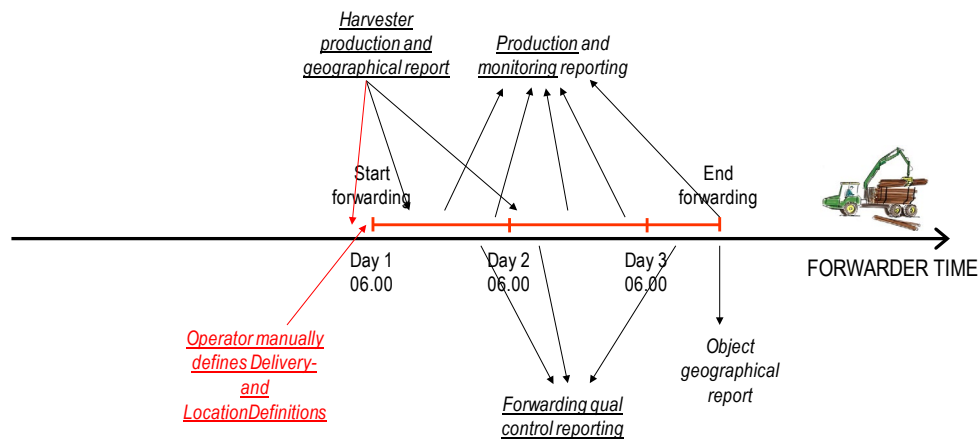 Harvester
production and
geographical report
Production and
monitoring reporting
Start
forwarding
End
forwarding
Day 1
06.00
Day 2
06.00
Day 3
06.00
FORWARDER TIME
Operator manually
defines Delivery-
and
LocationDefinitions
Forwarding qual
control reporting
Object
geographical
report